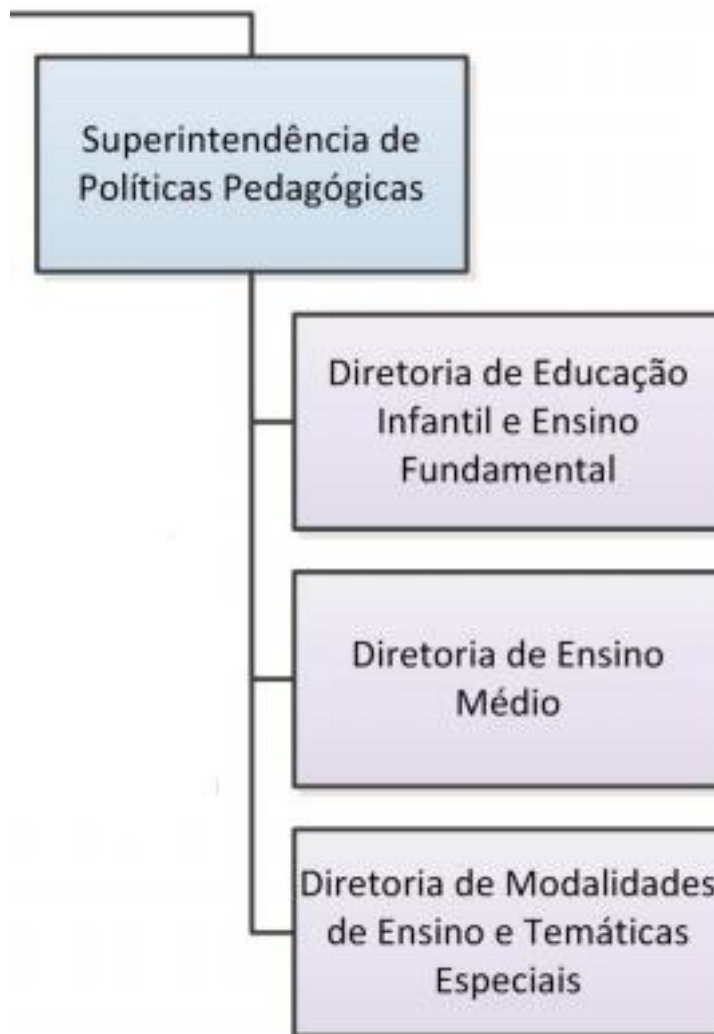 Superintendência de
Políticas Pedagógicas
Diretoria de Educação
Infantil e Ensino
Fundamental
Diretoria de Ensino
Médio
Diretoria de Modalidades
de Ensino e Temáticas
Especiais